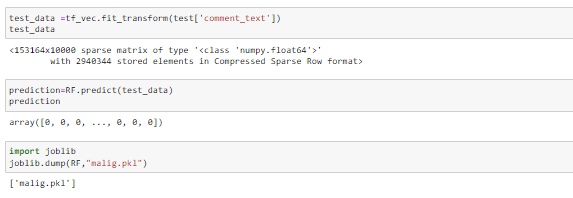 test_data =tf_vec.fit_transform(test['comment_text'])
test_data
<153164x10000 sparse matrix of type '<class 'numpy.float64'>'
with 2940344 stored elements in Compressed Sparse Row format>
prediction=RF.predict(test_data)
prediction
array([0, 0, 0, ..., 0, 0, 0])
import joblib
joblib.dump(RF,"malig.pkl")
['malig.pkl']